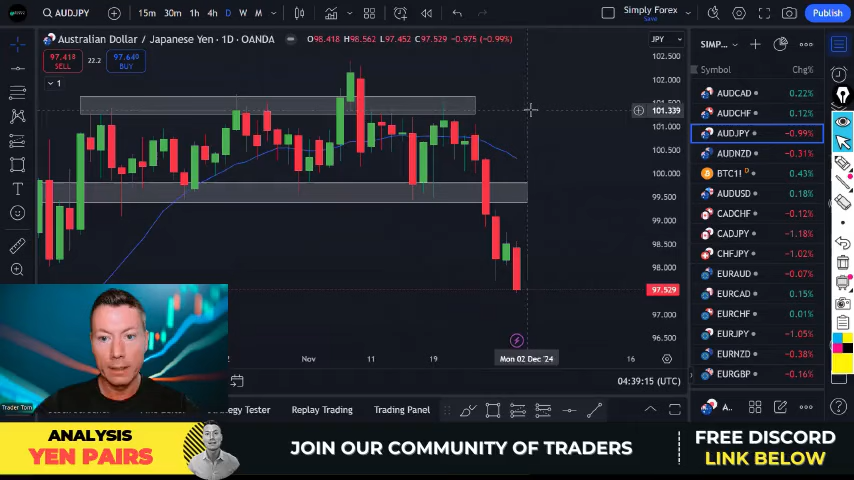 AUDJPY
15m 30m 1h 4h D W M
Simply Forex
Save
Publish
Australian Dollar / Japanese Yen · 1D · OANDA
O98.418 H98.562 L97.452 C97.529 −0.975 (−0.99%)
97.418
SELL
22.2
97.640
BUY
1
JPY
102.500
102.000
101.339
101.000
100.500
100.000
99.500
99.000
98.500
98.000
97.529
97.000
96.500
Nov
11
19
Mon 02 Dec '24
16
04:39:15 (UTC)
Strategy Tester
Replay Trading
Trading Panel
SIMP...
Symbol Chg%
AUDCAD 0.22%
AUDCHF 0.12%
AUDJPY −0.99%
AUDNZD −0.31%
BTC1! D 0.43%
AUDUSD 0.18%
CADCHF −0.12%
CADJPY −1.18%
CHFJPY −1.02%
EURAUD −0.07%
EURCAD 0.15%
EURCHF 0.01%
EURJPY −1.05%
EURNZD −0.38%
EURGBP −0.16%
A...
Trader Tom
ANALYSIS
YEN PAIRS
JOIN OUR COMMUNITY OF TRADERS
FREE DISCORD
LINK BELOW